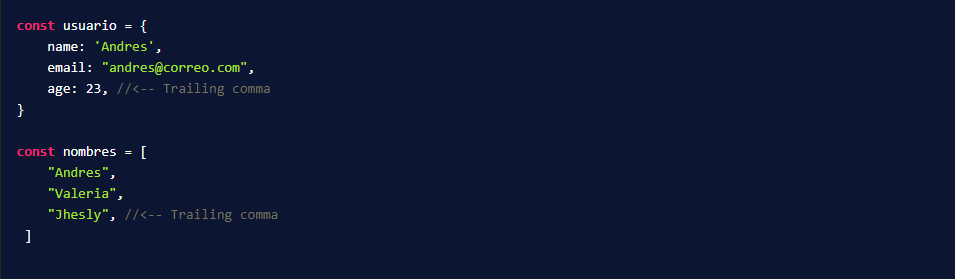 const usuario = {
    name: 'Andres',
    email: "andres@correo.com",
    age: 23, //<-- Trailing comma
}

const nombres = [
    "Andres",
    "Valeria",
    "Jhesly", //<-- Trailing comma
 ]